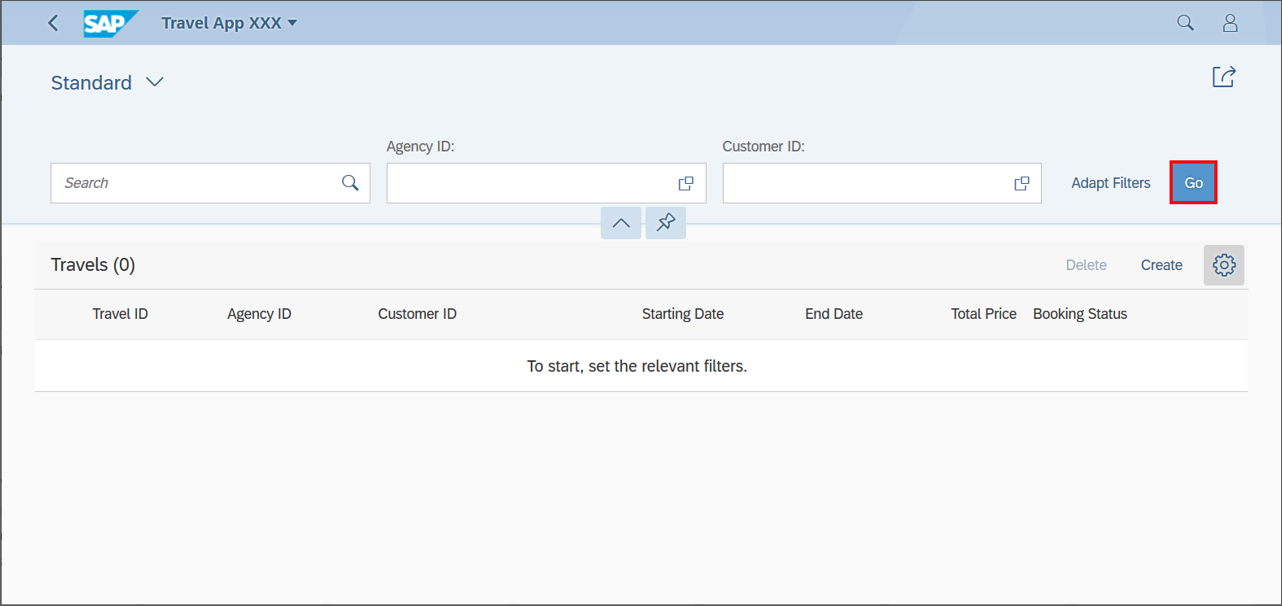 SAP Travel App XXX
Standard
Agency ID: Customer ID:
Search Adapt Filters Go
Travels (0) Delete Create
Travel ID Agency ID Customer ID Starting Date End Date Total Price Booking Status
To start, set the relevant filters.